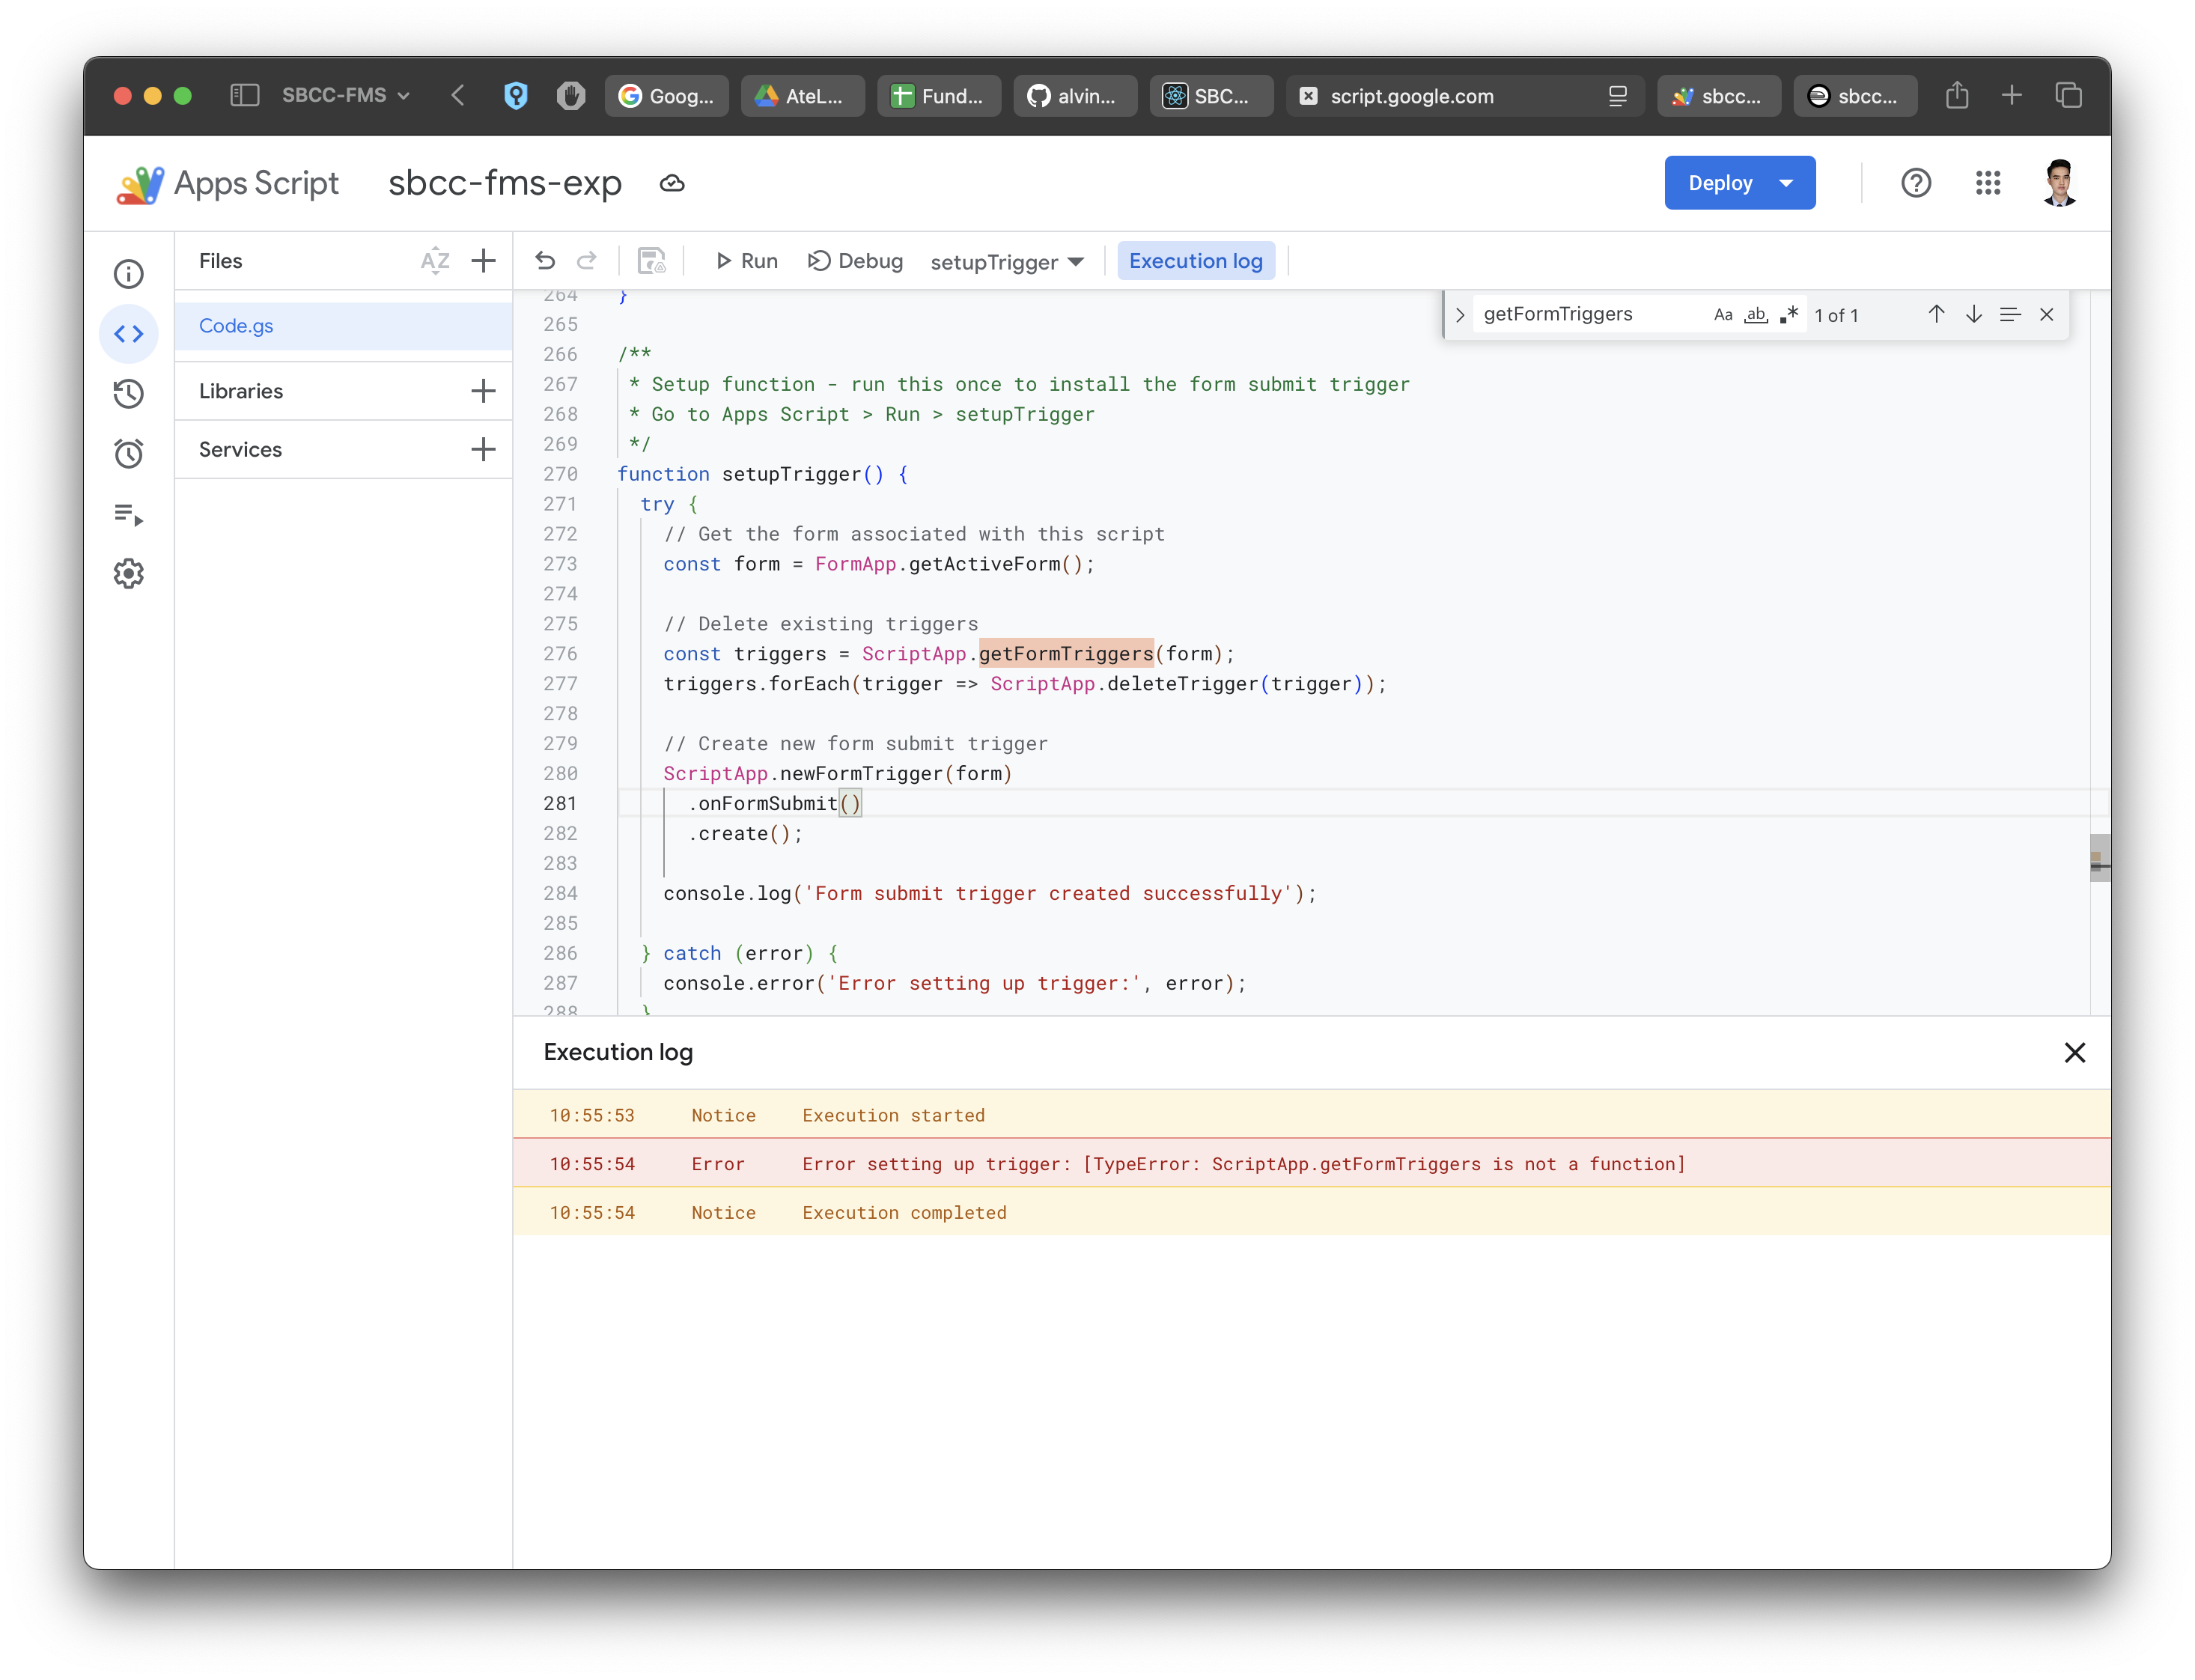 SBCC-FMS
Goog...
AteL...
Fund...
alvin...
SBC...
script.google.com
sbcc...
sbcc...
Apps Script
sbcc-fms-exp
Deploy
Files
AZ
Run
Debug
setupTrigger
Execution log
Code.gs
Libraries
Services
getFormTriggers
Aa
ab
1 of 1
264 }
265
266 /**
267 * Setup function - run this once to install the form submit trigger
268 * Go to Apps Script > Run > setupTrigger
269 */
270 function setupTrigger() {
271 try {
272 // Get the form associated with this script
273 const form = FormApp.getActiveForm();
274
275 // Delete existing triggers
276 const triggers = ScriptApp.getFormTriggers(form);
277 triggers.forEach(trigger => ScriptApp.deleteTrigger(trigger));
278
279 // Create new form submit trigger
280 ScriptApp.newFormTrigger(form)
281 .onFormSubmit()
282 .create();
283
284 console.log('Form submit trigger created successfully');
285
286 } catch (error) {
287 console.error('Error setting up trigger:', error);
288 }
Execution log
10:55:53 Notice Execution started
10:55:54 Error Error setting up trigger: [TypeError: ScriptApp.getFormTriggers is not a function]
10:55:54 Notice Execution completed